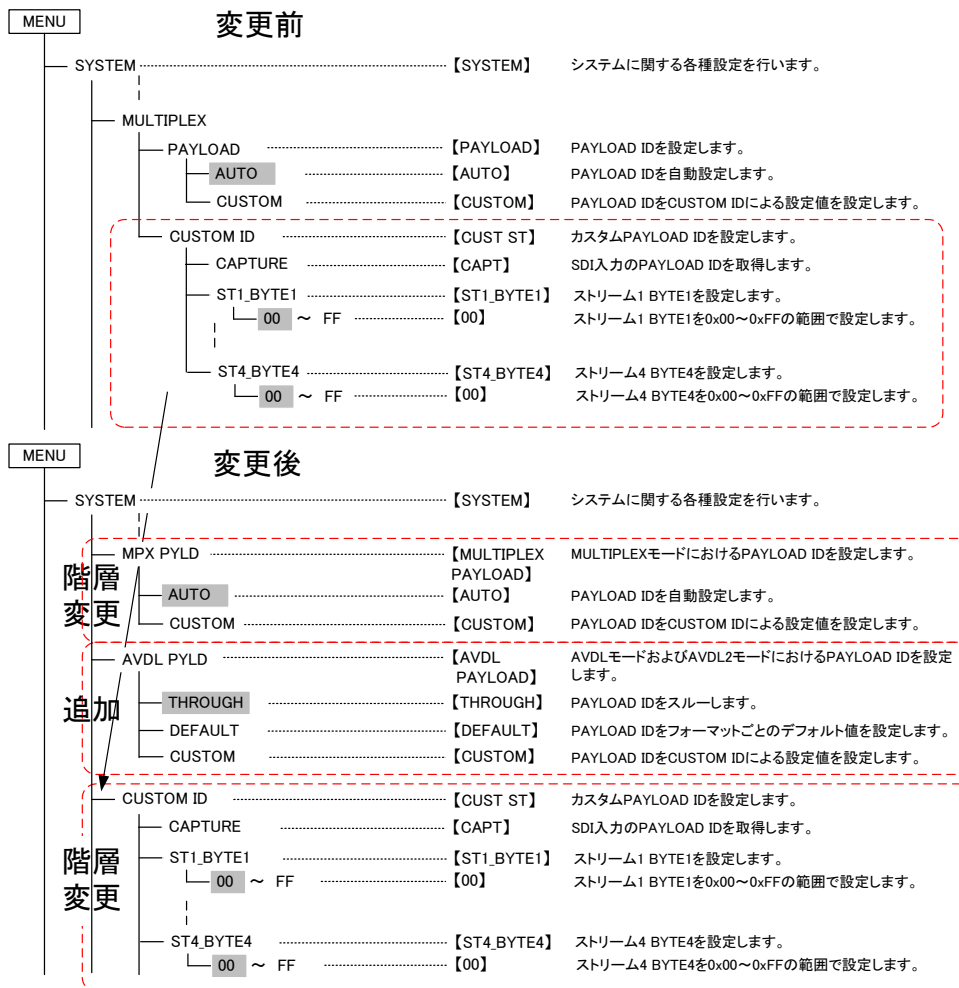 MENU
変更前
SYSTEM 【SYSTEM】 システムに関する各種設定を行います。
MULTIPLEX
PAYLOAD 【PAYLOAD】 PAYLOAD IDを設定します。
AUTO 【AUTO】 PAYLOAD IDを自動設定します。
CUSTOM 【CUSTOM】 PAYLOAD IDをCUSTOM IDによる設定値を設定します。
CUSTOM ID 【CUST ST】 カスタムPAYLOAD IDを設定します。
CAPTURE 【CAPT】 SDI入力のPAYLOAD IDを取得します。
ST1_BYTE1 【ST1_BYTE1】 ストリーム1 BYTE1を設定します。
00 ～ FF 【00】 ストリーム1 BYTE1を0x00～0xFFの範囲で設定します。
ST4_BYTE4 【ST4_BYTE4】 ストリーム4 BYTE4を設定します。
00 ～ FF 【00】 ストリーム4 BYTE4を0x00～0xFFの範囲で設定します。
MENU
変更後
SYSTEM 【SYSTEM】 システムに関する各種設定を行います。
MPX PYLD 【MULTIPLEX MULTIPLEXモードにおけるPAYLOAD IDを設定します。
PAYLOAD】
階層
変更
AUTO 【AUTO】 PAYLOAD IDを自動設定します。
CUSTOM 【CUSTOM】 PAYLOAD IDをCUSTOM IDによる設定値を設定します。
AVDL PYLD 【AVDL AVDLモードおよびAVDL2モードにおけるPAYLOAD IDを設定
PAYLOAD】 します。
追加
THROUGH 【THROUGH】 PAYLOAD IDをスルーします。
DEFAULT 【DEFAULT】 PAYLOAD IDをフォーマットごとのデフォルト値を設定します。
CUSTOM 【CUSTOM】 PAYLOAD IDをCUSTOM IDによる設定値を設定します。
CUSTOM ID 【CUST ST】 カスタムPAYLOAD IDを設定します。
CAPTURE 【CAPT】 SDI入力のPAYLOAD IDを取得します。
階層
変更
ST1_BYTE1 【ST1_BYTE1】 ストリーム1 BYTE1を設定します。
00 ～ FF 【00】 ストリーム1 BYTE1を0x00～0xFFの範囲で設定します。
ST4_BYTE4 【ST4_BYTE4】 ストリーム4 BYTE4を設定します。
00 ～ FF 【00】 ストリーム4 BYTE4を0x00～0xFFの範囲で設定します。